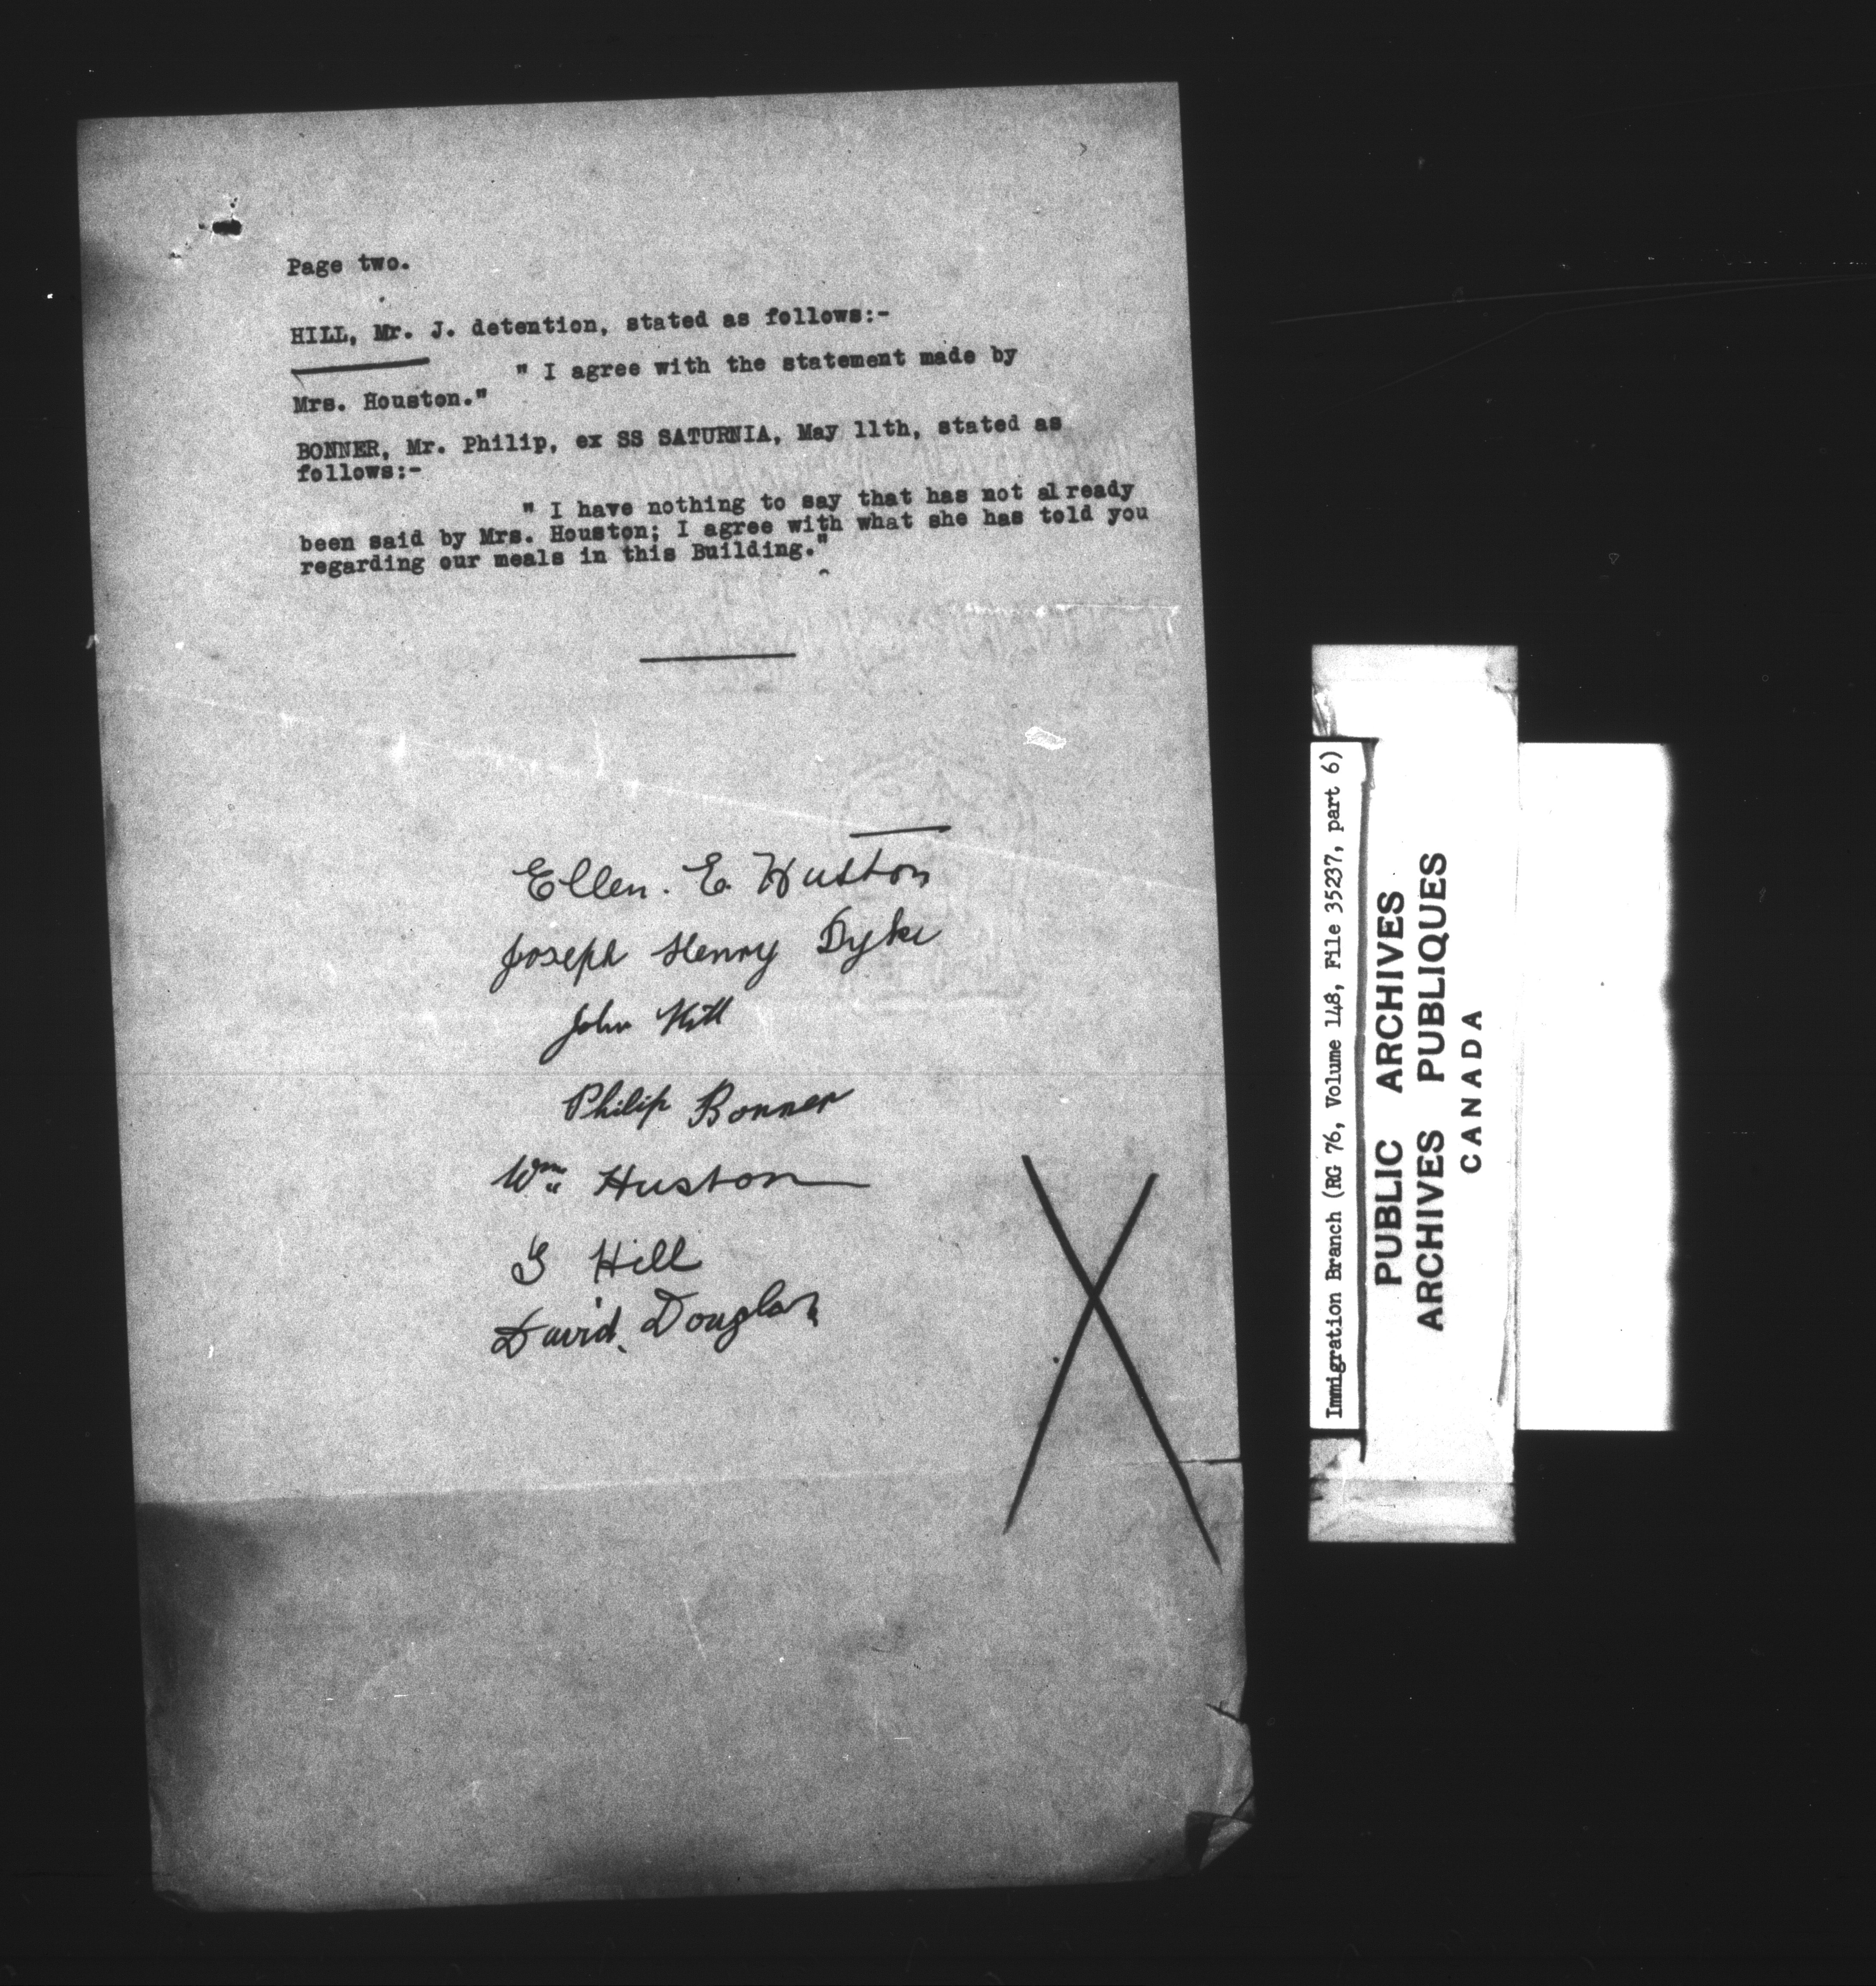 Page two.
HILL, Mr. J. detention, stated as follows:-
" I agree with the statement made by
Mrs. Houston."
BONNER, Mr. Philip, ex SS SATURNIA, May 11th, stated as
follows:-
" I have nothing to say that has not already
been said by Mrs. Houston; I agree with what she has told you
regarding our meals in this Building."
Ellen. E. Huston
Joseph Henry Dyke
John Hill
Philip Bonner
Wm Huston
G Hill
David. Douglas
Immigration Branch (RG 76, Volume 148, File 35237, part 6)
PUBLIC ARCHIVES
ARCHIVES PUBLIQUES
CANADA